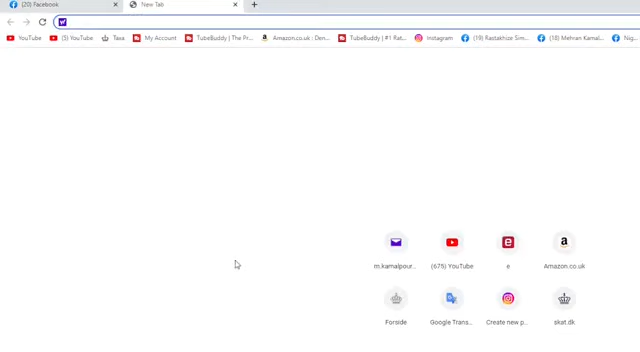 (20) Facebook New Tab
YouTube (5) YouTube Tasa My Account TubeBuddy | The Pr... Amazon.co.uk : Den... TubeBuddy | #1 Rat... Instagram (19) Rastakhize Sim... (18) Mehran Kamal... Nig...
m.kamalpour... (675) YouTube e Amazon.co.uk
Forside Google Trans... Create new p... skat.dk